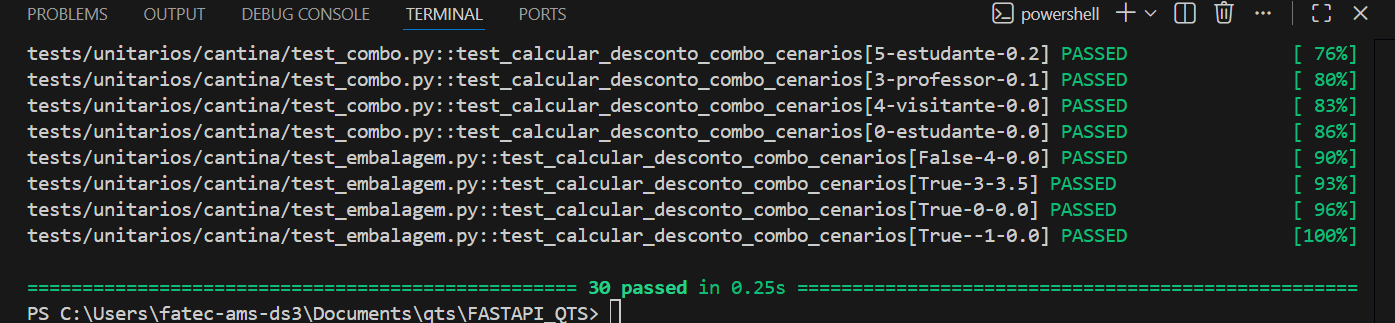 PROBLEMS OUTPUT DEBUG CONSOLE TERMINAL PORTS powershell
tests/unitarios/cantina/test_combo.py::test_calcular_desconto_combo_cenarios[5-estudante-0.2] PASSED [ 76%]
tests/unitarios/cantina/test_combo.py::test_calcular_desconto_combo_cenarios[3-professor-0.1] PASSED [ 80%]
tests/unitarios/cantina/test_combo.py::test_calcular_desconto_combo_cenarios[4-visitante-0.0] PASSED [ 83%]
tests/unitarios/cantina/test_combo.py::test_calcular_desconto_combo_cenarios[0-estudante-0.0] PASSED [ 86%]
tests/unitarios/cantina/test_embalagem.py::test_calcular_desconto_combo_cenarios[False-4-0.0] PASSED [ 90%]
tests/unitarios/cantina/test_embalagem.py::test_calcular_desconto_combo_cenarios[True-3-3.5] PASSED [ 93%]
tests/unitarios/cantina/test_embalagem.py::test_calcular_desconto_combo_cenarios[True-0-0.0] PASSED [ 96%]
tests/unitarios/cantina/test_embalagem.py::test_calcular_desconto_combo_cenarios[True--1-0.0] PASSED [100%]
================================================== 30 passed in 0.25s ===================================================
PS C:\Users\fatec-ams-ds3\Documents\qts\FASTAPI_QTS>